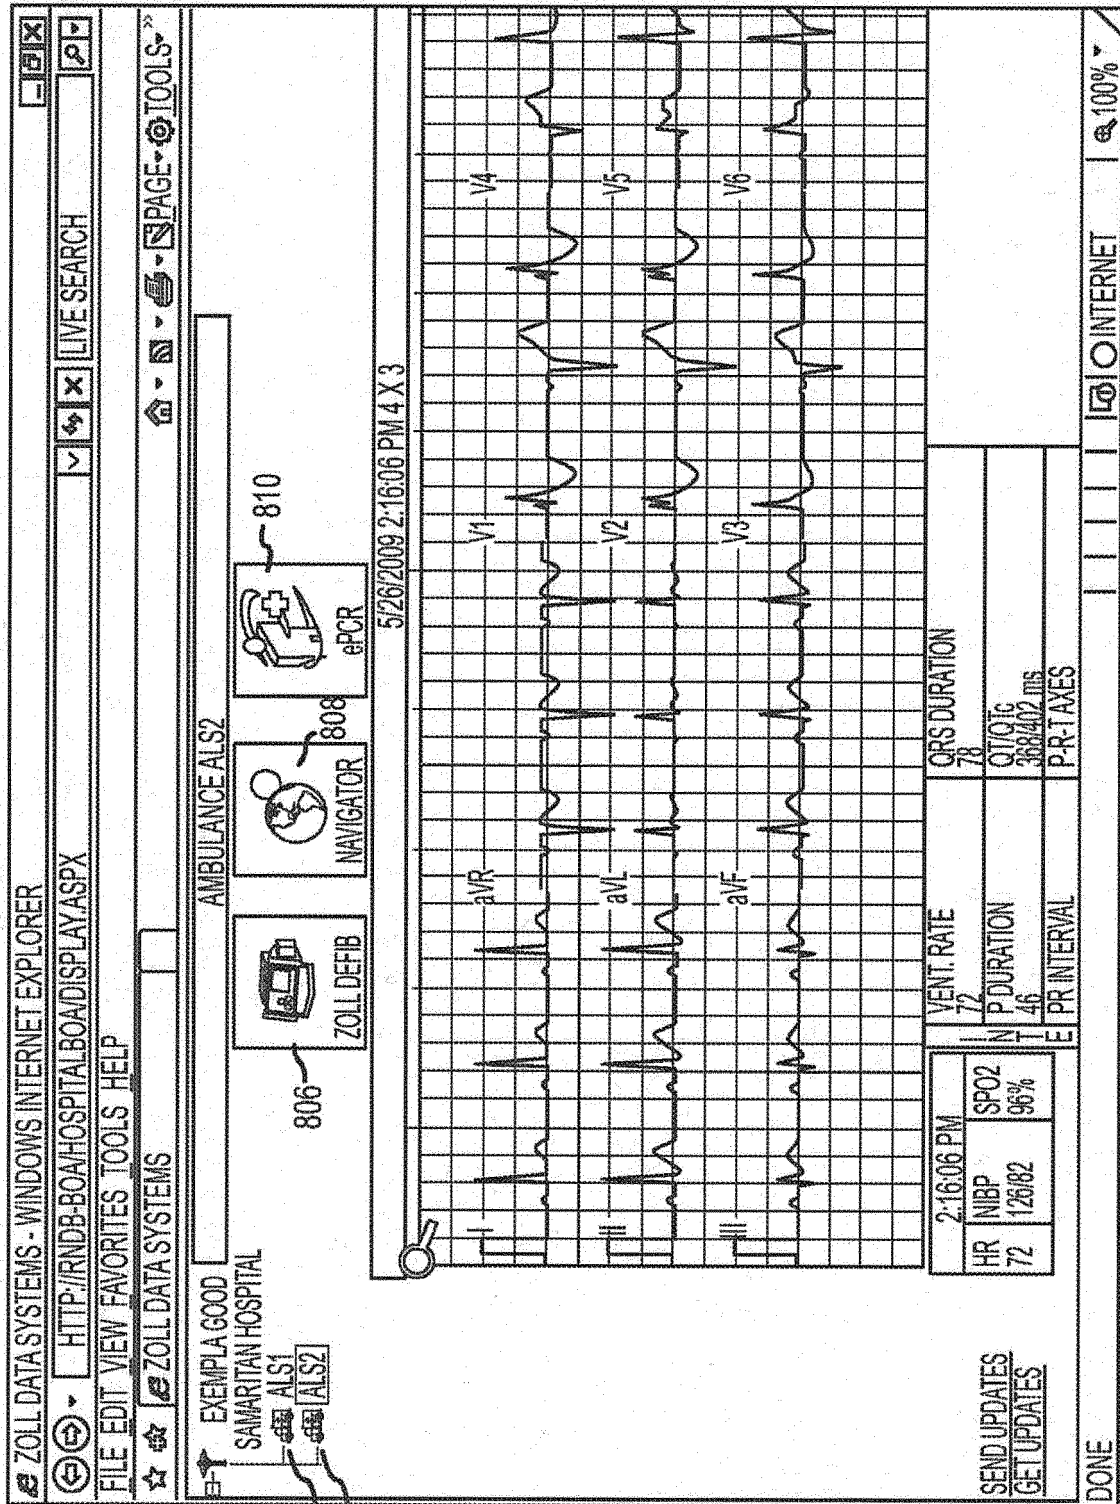 ZOLL DATA SYSTEMS - WINDOWS INTERNET EXPLORER
HTTP://RNDB-BOA/HOSPITALBOA/DISPLAY.ASPX
LIVE SEARCH
FILE EDIT VIEW FAVORITES TOOLS HELP
ZOLL DATA SYSTEMS
PAGE TOOLS »
EXEMPLA GOOD
SAMARITAN HOSPITAL
ALS1
ALS2
AMBULANCE ALS2
806
ZOLL DEFIB
808
NAVIGATOR
810
ePCR
5/26/2009 2:16:06 PM 4 X 3
I aVR V1 V4
II aVL V2 V5
III aVF V3 V6
2:16:06 PM
HR NIBP SPO2
72 126/82 96%
I
N
T
E
VENT. RATE
72
QRS DURATION
78
P DURATION
46
QT/QTc
368/402 ms
PR INTERVAL
P-R-T AXES
SEND UPDATES
GET UPDATES
DONE
INTERNET
100%